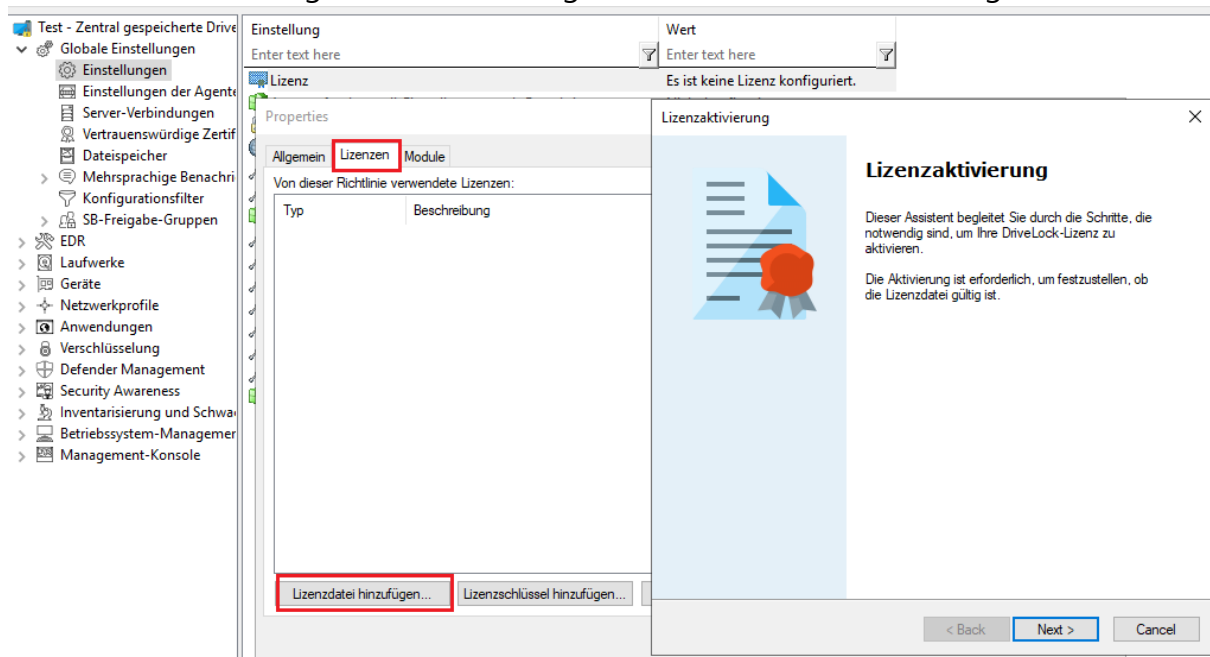 Test - Zentral gespeicherte Drive
Globale Einstellungen
Einstellungen
Einstellungen der Agente
Server-Verbindungen
Vertrauenswürdige Zertif
Dateispeicher
Mehrsprachige Benachri
Konfigurationsfilter
SB-Freigabe-Gruppen
EDR
Laufwerke
Geräte
Netzwerkprofile
Anwendungen
Verschlüsselung
Defender Management
Security Awareness
Inventarisierung und Schwa
Betriebssystem-Managemer
Management-Konsole
Einstellung
Wert
Enter text here
Enter text here
Lizenz
Es ist keine Lizenz konfiguriert.
Properties
Allgemein Lizenzen Module
Von dieser Richtlinie verwendete Lizenzen:
Typ Beschreibung
Lizenzdatei hinzufügen... Lizenzschlüssel hinzufügen...
Lizenzaktivierung
Lizenzaktivierung
Dieser Assistent begleitet Sie durch die Schritte, die
notwendig sind, um Ihre DriveLock-Lizenz zu
aktivieren.
Die Aktivierung ist erforderlich, um festzustellen, ob
die Lizenzdatei gültig ist.
< Back Next > Cancel